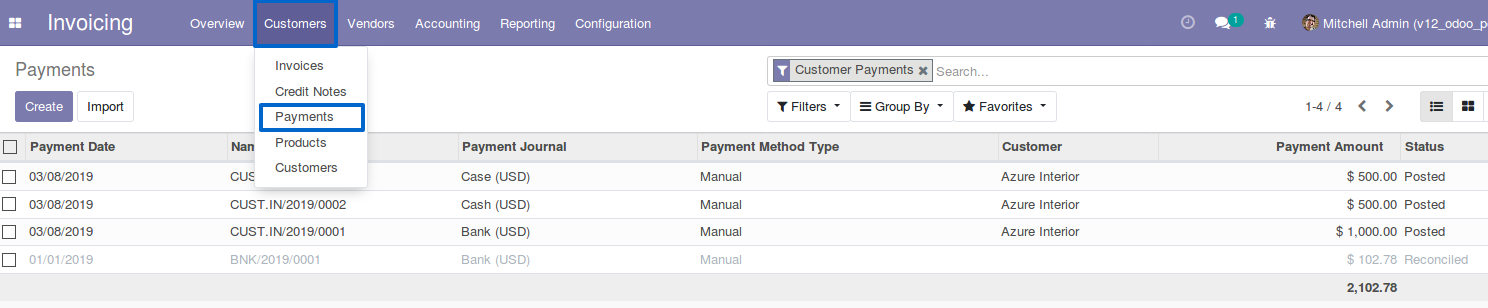 Invoicing Overview Customers Vendors Accounting Reporting Configuration 1 Mitchell Admin (v12_odoo_p
Payments
Invoices
Credit Notes
Payments
Products
Customers
Customer Payments Search...
Create Import
Filters Group By Favorites 1-4 / 4
Payment Date Nam Payment Journal Payment Method Type Customer Payment Amount Status
03/08/2019 CUS Case (USD) Manual Azure Interior $ 500.00 Posted
03/08/2019 CUST.IN/2019/0002 Cash (USD) Manual Azure Interior $ 500.00 Posted
03/08/2019 CUST.IN/2019/0001 Bank (USD) Manual Azure Interior $ 1,000.00 Posted
01/01/2019 BNK/2019/0001 Bank (USD) Manual $ 102.78 Reconciled
2,102.78